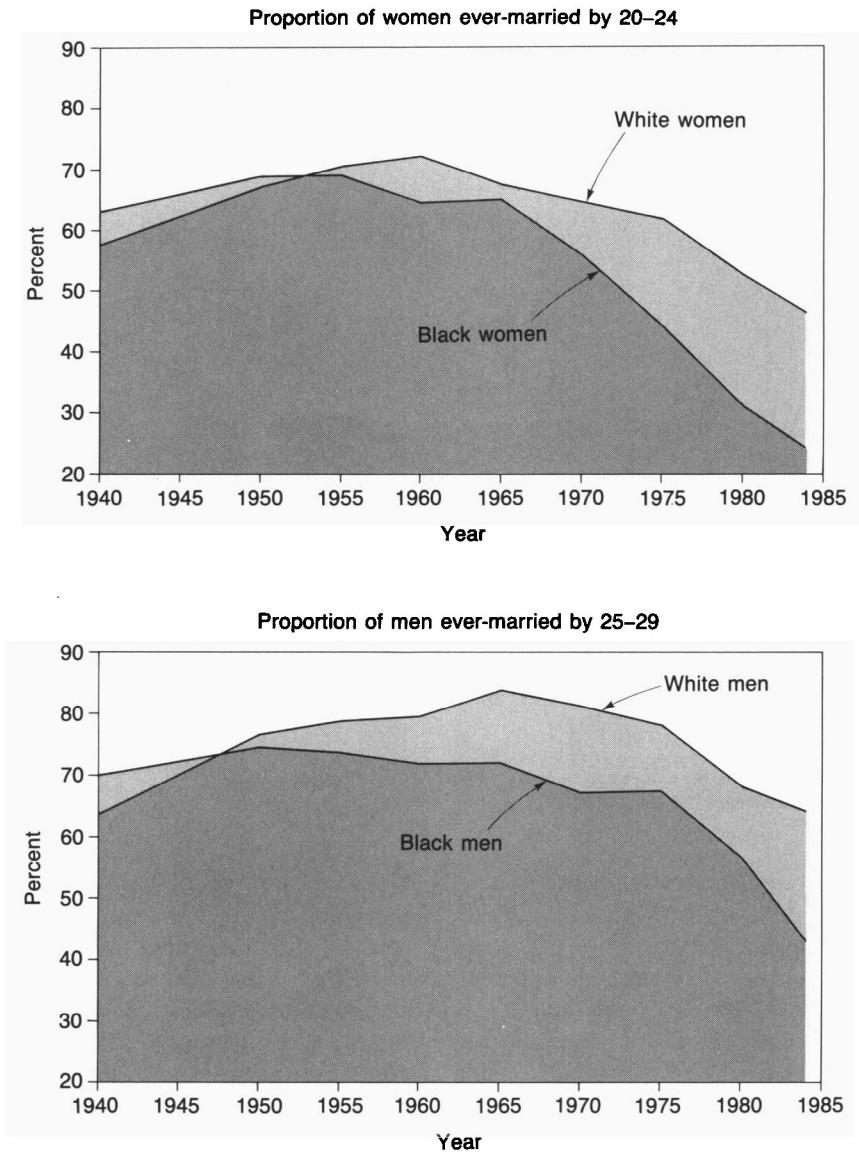 Proportion of women ever-married by 20–24
90
80
70
60
50
40
30
20
Percent
White women
Black women
1940 1945 1950 1955 1960 1965 1970 1975 1980 1985
Year
Proportion of men ever-married by 25–29
90
80
70
60
50
40
30
20
Percent
White men
Black men
1940 1945 1950 1955 1960 1965 1970 1975 1980 1985
Year